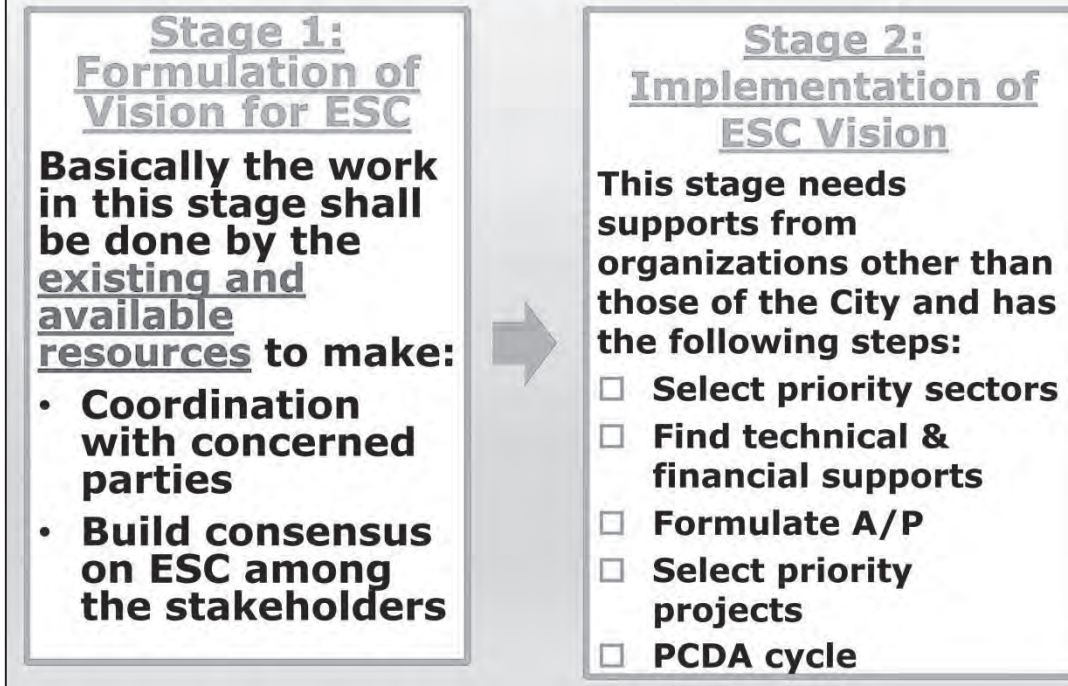 Stage 1:
Formulation of
Vision for ESC
Basically the work
in this stage shall
be done by the
existing and
available
resources to make:
• Coordination
with concerned
parties
• Build consensus
on ESC among
the stakeholders
Stage 2:
Implementation of
ESC Vision
This stage needs
supports from
organizations other than
those of the City and has
the following steps:
□ Select priority sectors
□ Find technical &
financial supports
□ Formulate A/P
□ Select priority
projects
□ PCDA cycle